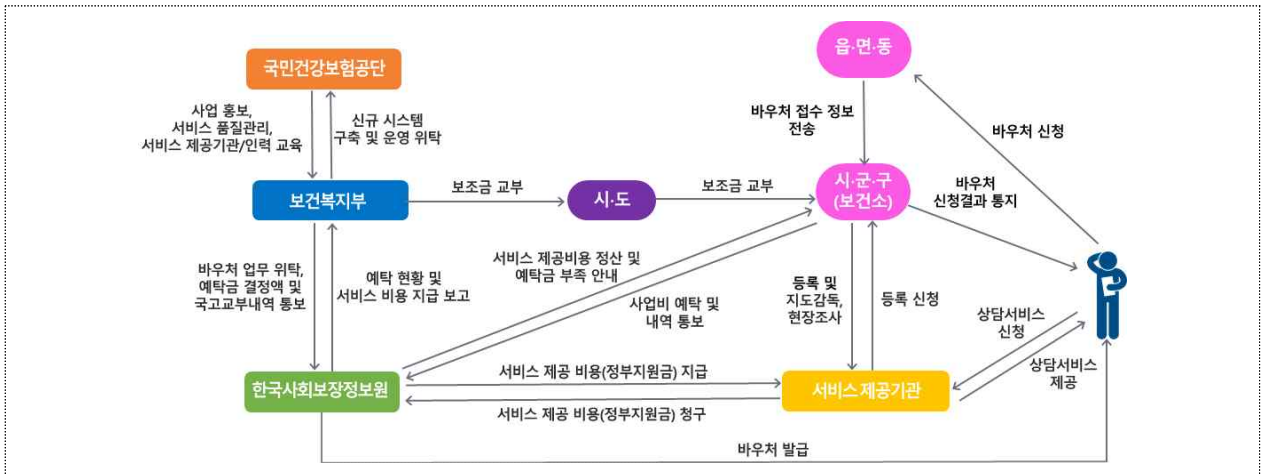 국민건강보험공단
사업 홍보,
서비스 품질관리,
서비스 제공기관/인력 교육
신규 시스템
구축 및 운영 위탁
읍·면·동
바우처 접수 정보
전송
바우처 신청
보건복지부
보조금 교부
시·도
보조금 교부
시·군·구
(보건소)
바우처
신청결과 통지
바우처 업무 위탁,
예탁금 결정액 및
국고교부내역 통보
예탁 현황 및
서비스 비용 지급 보고
서비스 제공비용 정산 및
예탁금 부족 안내
사업비 예탁 및
내역 통보
등록 및
지도감독,
현장조사
등록 신청
상담서비스
신청
상담서비스
제공
한국사회보장정보원
서비스 제공 비용(정부지원금) 지급
서비스 제공 비용(정부지원금) 청구
서비스 제공기관
바우처 발급